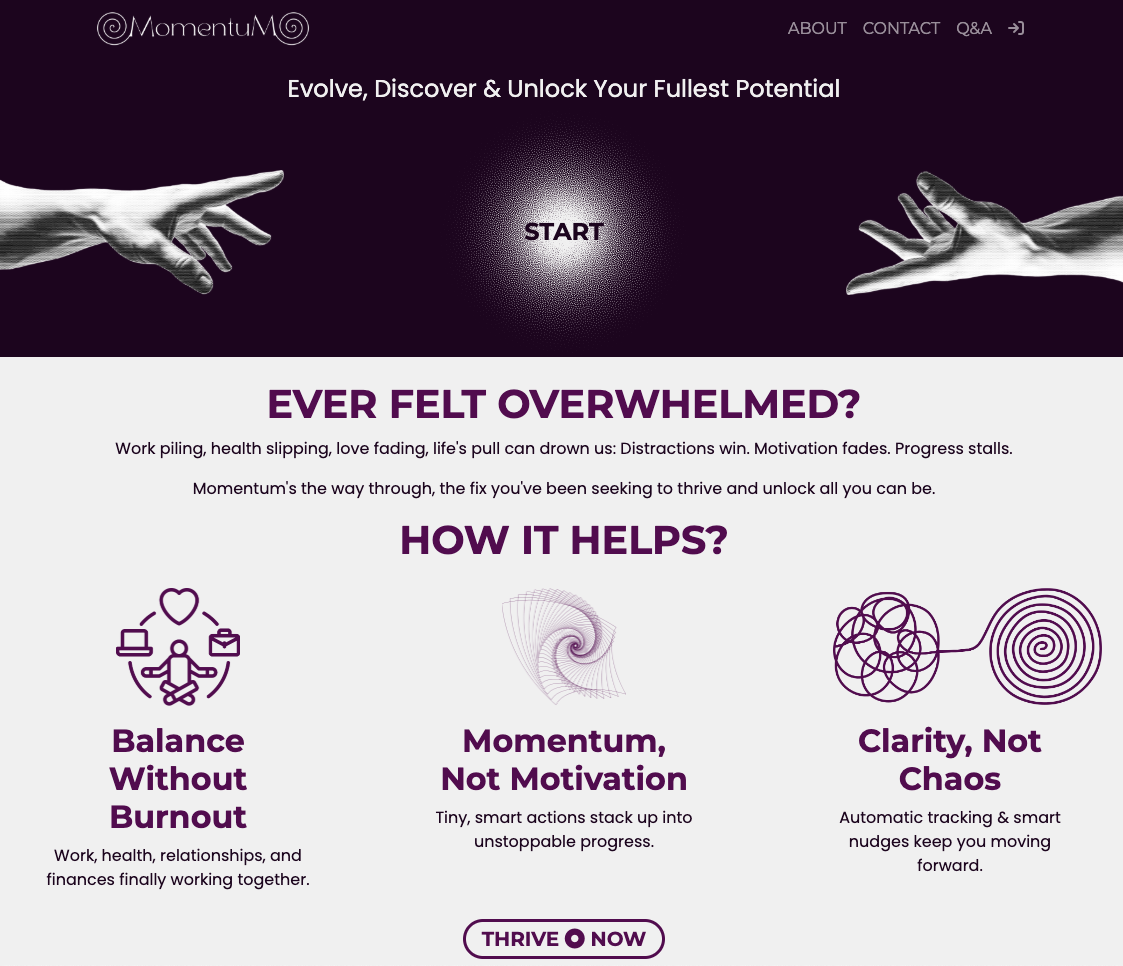 MomentuM
ABOUT CONTACT Q&A
Evolve, Discover & Unlock Your Fullest Potential
START
EVER FELT OVERWHELMED?
Work piling, health slipping, love fading, life's pull can drown us: Distractions win. Motivation fades. Progress stalls.
Momentum's the way through, the fix you've been seeking to thrive and unlock all you can be.
HOW IT HELPS?
Balance
Without
Burnout
Work, health, relationships, and
finances finally working together.
Momentum,
Not Motivation
Tiny, smart actions stack up into
unstoppable progress.
Clarity, Not
Chaos
Automatic tracking & smart
nudges keep you moving
forward.
THRIVE NOW